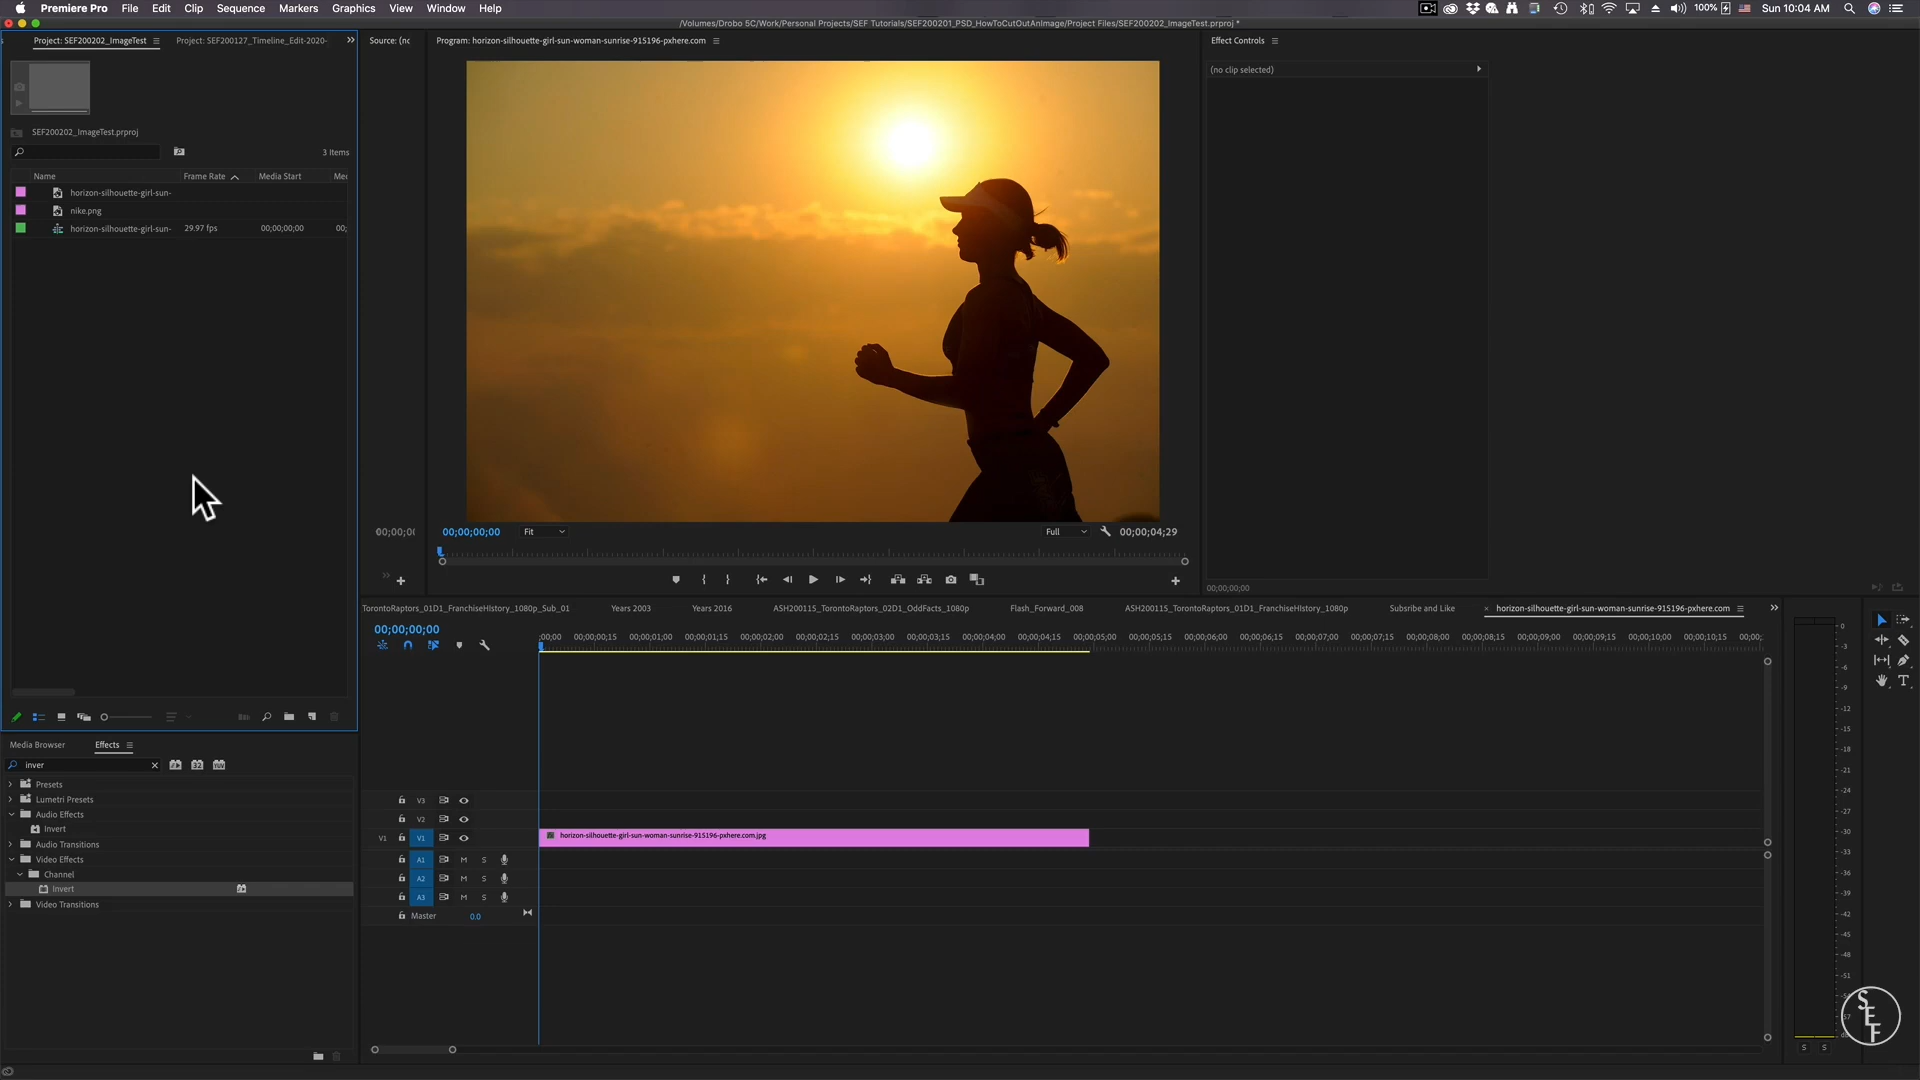 Premiere Pro File Edit Clip Sequence Markers Graphics View Window Help
100% Sun 10:04 AM
/Volumes/Drobo 5C/Work/Personal Projects/SEF Tutorials/SEF200201_PSD_HowToCutOutAnImage/Project Files/SEF200202_ImageTest.prproj *
Project: SEF200202_ImageTest Project: SEF200127_Timeline_Edit-2020-
Source: (nc
Program: horizon-silhouette-girl-sun-woman-sunrise-915196-pxhere.com
Effect Controls
(no clip selected)
SEF200202_ImageTest.prproj
3 Items
Name Frame Rate Media Start Me
horizon-silhouette-girl-sun-
nike.png
horizon-silhouette-girl-sun- 29.97 fps 00;00;00;00 00;
00;00;0( 00;00;00;00 Fit Full 00;00;04;29
00;00;00;00
TorontoRaptors_01D1_FranchiseHIstory_1080p_Sub_01 Years 2003 Years 2016 ASH200115_TorontoRaptors_02D1_OddFacts_1080p Flash_Forward_008 ASH200115_TorontoRaptors_01D1_FranchiseHIstory_1080p Subsribe and Like × horizon-silhouette-girl-sun-woman-sunrise-915196-pxhere.com
00;00;00;00
;00;00 00;00;00;15 00;00;01;00 00;00;01;15 00;00;02;00 00;00;02;15 00;00;03;00 00;00;03;15 00;00;04;00 00;00;04;15 00;00;05;00 00;00;05;15 00;00;06;00 00;00;06;15 00;00;07;00 00;00;07;15 00;00;08;00 00;00;08;15 00;00;09;00 00;00;09;15 00;00;10;00 00;00;10;15 00;00;
V3
V2
V1 V1 horizon-silhouette-girl-sun-woman-sunrise-915196-pxhere.com.jpg
A1 M S
A2 M S
A3 M S
Master 0.0
Media Browser Effects
inver
Presets
Lumetri Presets
Audio Effects
Invert
Audio Transitions
Video Effects
Channel
Invert
Video Transitions
0
-3
-6
-9
-12
-15
-18
-21
-24
-27
-30
-33
-36
-39
-42
-45
-48
-51
S S
SEF